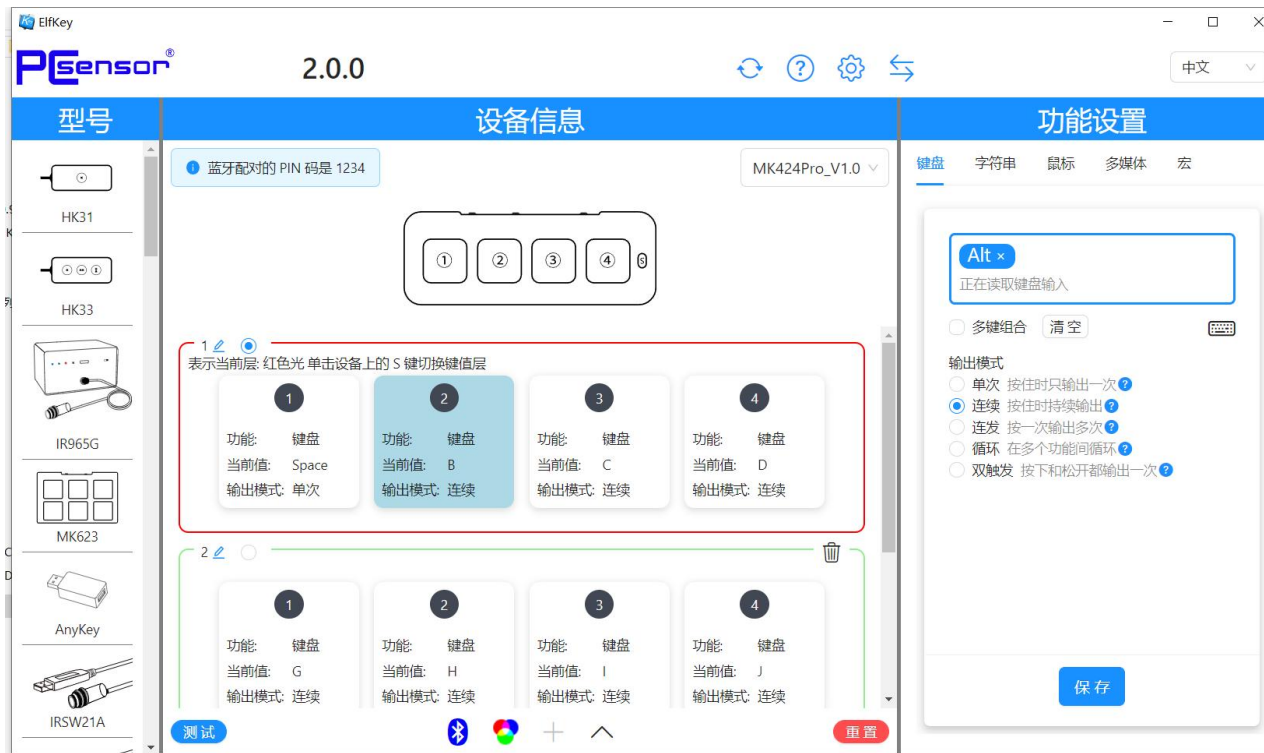 ElfKey
PCsensor®
2.0.0
中文
型号
设备信息
功能设置
HK31
HK33
IR965G
MK623
AnyKey
IRSW21A
蓝牙配对的 PIN 码是 1234
MK424Pro_V1.0
① ② ③ ④ S
1
表示当前层: 红色光 单击设备上的 S 键切换键值层
1 2 3 4
功能: 键盘 功能: 键盘 功能: 键盘 功能: 键盘
当前值: Space 当前值: B 当前值: C 当前值: D
输出模式: 单次 输出模式: 连续 输出模式: 连续 输出模式: 连续
2
1 2 3 4
功能: 键盘 功能: 键盘 功能: 键盘 功能: 键盘
当前值: G 当前值: H 当前值: I 当前值: J
输出模式: 连续 输出模式: 连续 输出模式: 连续 输出模式: 连续
测试
重置
键盘 字符串 鼠标 多媒体 宏
Alt ×
正在读取键盘输入
多键组合 清空
输出模式
单次 按住时只输出一次
连续 按住时持续输出
连发 按一次输出多次
循环 在多个功能间循环
双触发 按下和松开都输出一次
保存